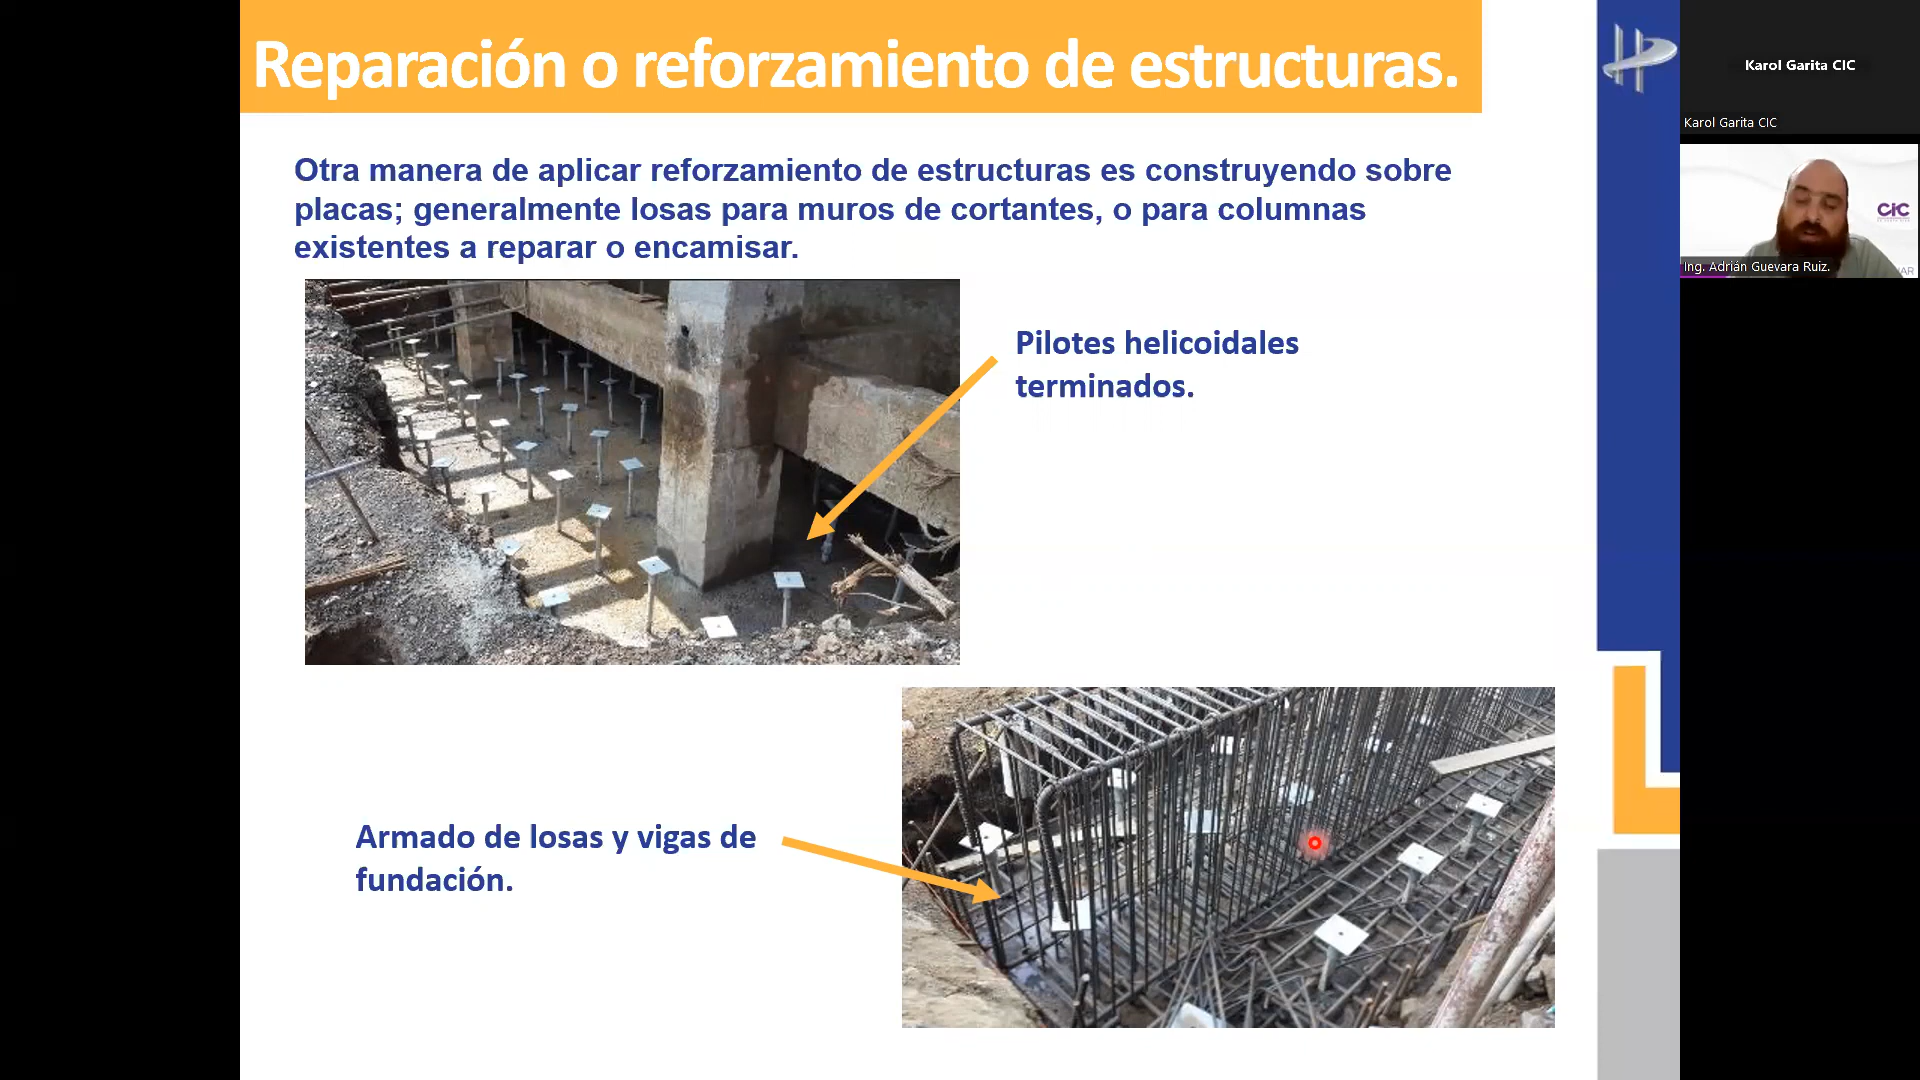 Reparación o reforzamiento de estructuras.
Otra manera de aplicar reforzamiento de estructuras es construyendo sobre
placas; generalmente losas para muros de cortantes, o para columnas
existentes a reparar o encamisar.
Pilotes helicoidales
terminados.
Armado de losas y vigas de
fundación.
Karol Garita CIC
Karol Garita CIC
CIC
Ing. Adrián Guevara Ruiz.